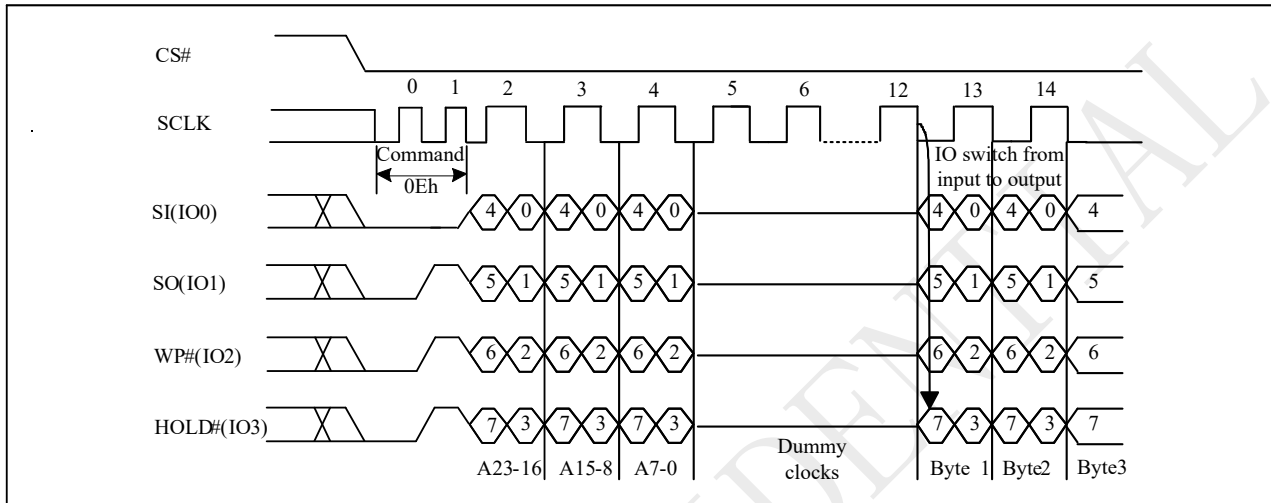 CS#
0 1 2 3 4 5 6 12 13 14
SCLK
Command
0Eh
IO switch from
input to output
SI(IO0)
4 0 4 0 4 0 4 0 4 0 4
SO(IO1)
5 1 5 1 5 1 5 1 5 1 5
WP#(IO2)
6 2 6 2 6 2 6 2 6 2 6
HOLD#(IO3)
7 3 7 3 7 3 7 3 7 3 7
A23-16 A15-8 A7-0
Dummy
clocks
Byte 1 Byte2 Byte3
DENTIAL